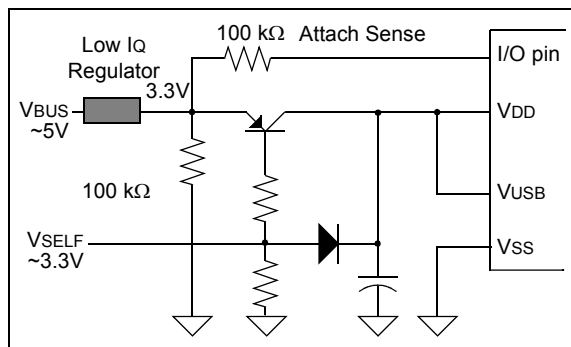 100 kΩ Attach Sense
Low IQ
Regulator
3.3V
I/O pin
VBUS
~5V
VDD
100 kΩ
VUSB
VSELF
~3.3V
VSS